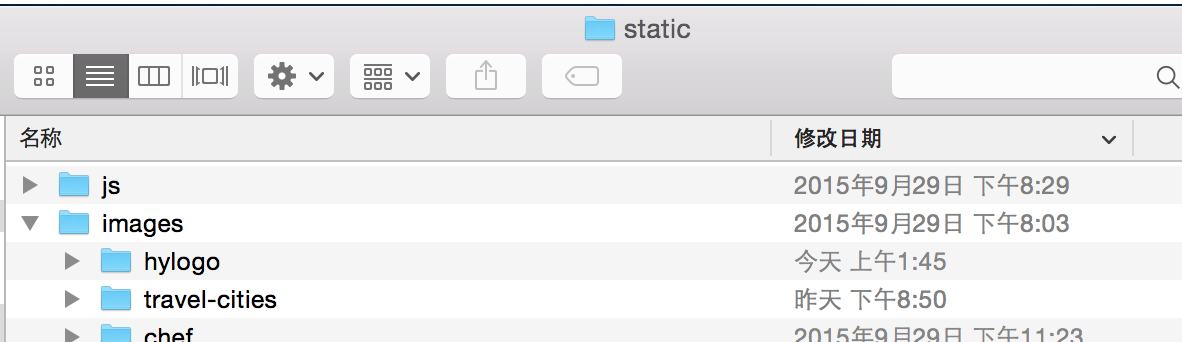 static
名称 修改日期
js 2015年9月29日 下午8:29
images 2015年9月29日 下午8:03
hylogo 今天 上午1:45
travel-cities 昨天 下午8:50
chef 2015年9月29日 下午11:23